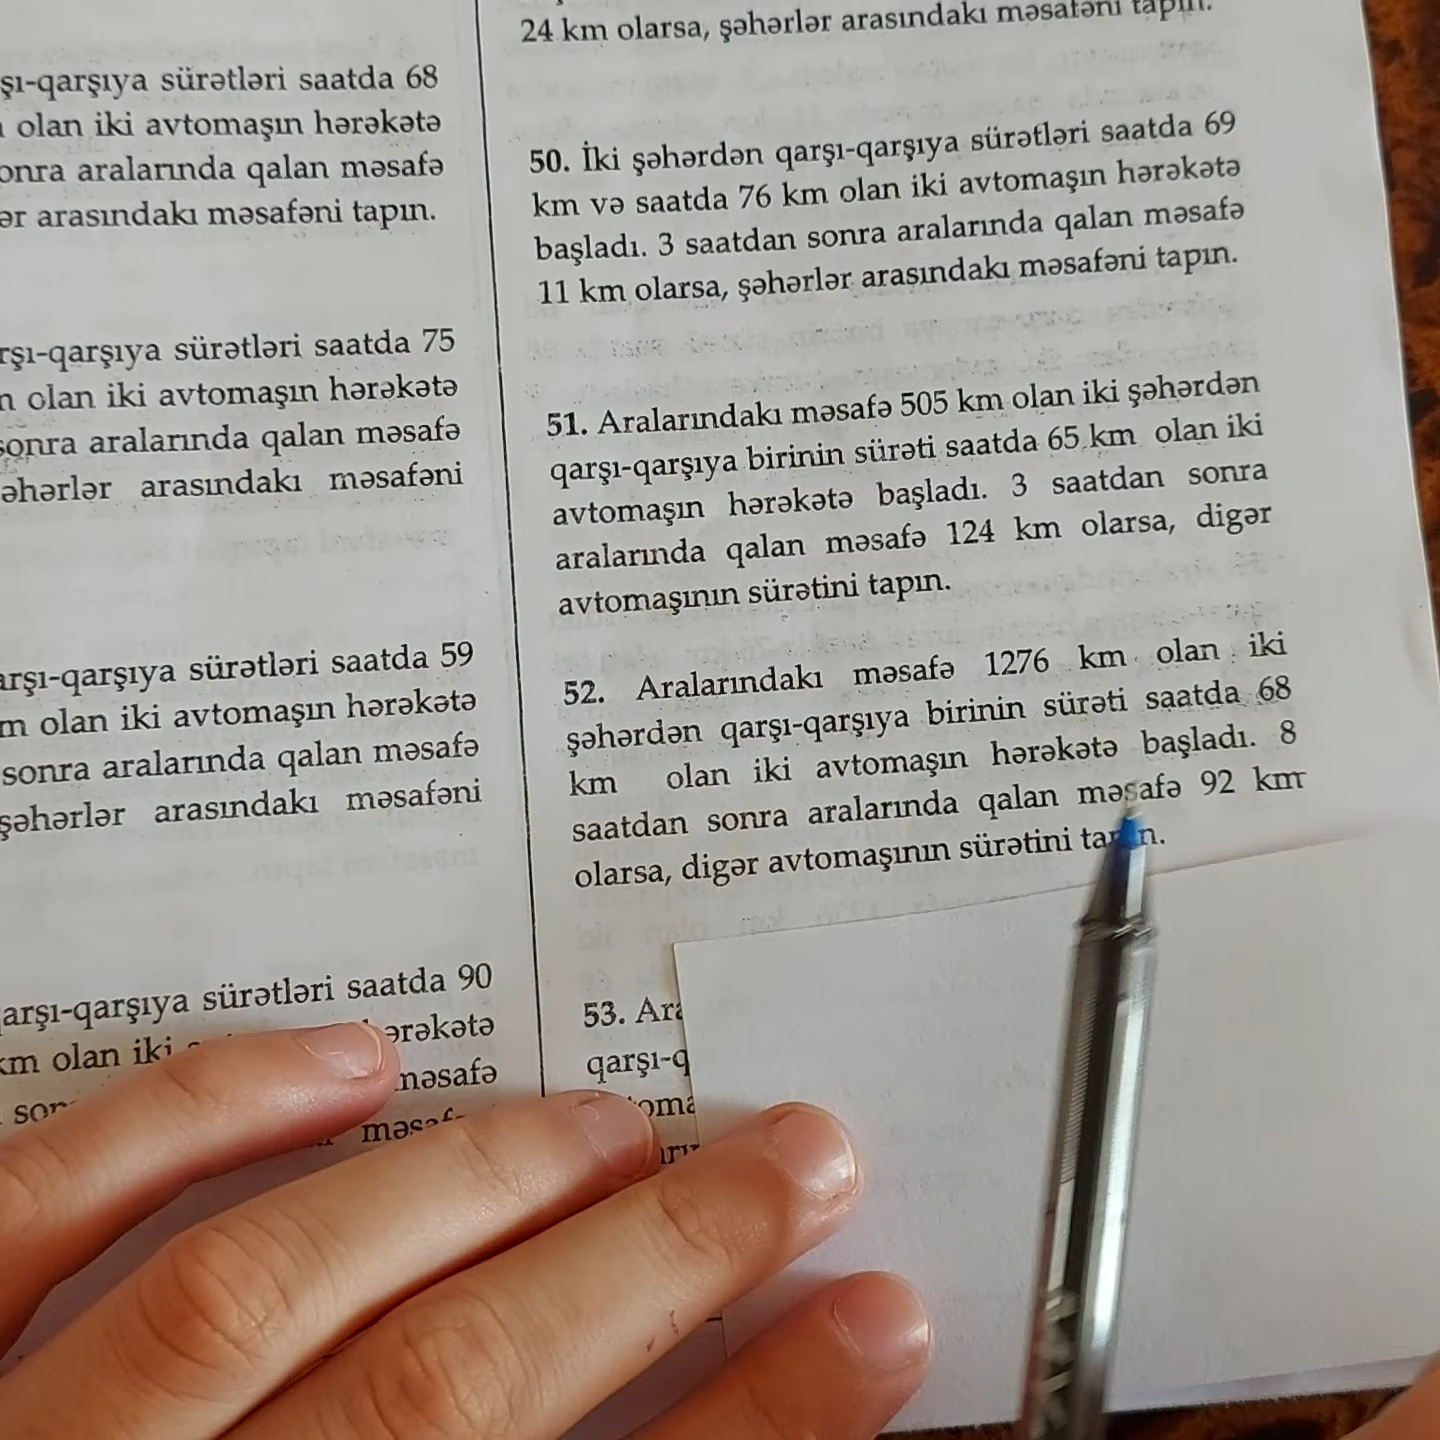 şı-qarşıya sürətləri saatda 68
olan iki avtomaşın hərəkətə
onra aralarında qalan məsafə
ər arasındakı məsafəni tapın.
rşı-qarşıya sürətləri saatda 75
n olan iki avtomaşın hərəkətə
sonra aralarında qalan məsafə
əhərlər arasındakı məsafəni
arşı-qarşıya sürətləri saatda 59
m olan iki avtomaşın hərəkətə
sonra aralarında qalan məsafə
şəhərlər arasındakı məsafəni
arşı-qarşıya sürətləri saatda 90
km olan iki ərəkətə
son məsafə
məsaf
24 km olarsa, şəhərlər arasındakı məsafəni tapın.
50. İki şəhərdən qarşı-qarşıya sürətləri saatda 69
km və saatda 76 km olan iki avtomaşın hərəkətə
başladı. 3 saatdan sonra aralarında qalan məsafə
11 km olarsa, şəhərlər arasındakı məsafəni tapın.
51. Aralarındakı məsafə 505 km olan iki şəhərdən
qarşı-qarşıya birinin sürəti saatda 65 km olan iki
avtomaşın hərəkətə başladı. 3 saatdan sonra
aralarında qalan məsafə 124 km olarsa, digər
avtomaşının sürətini tapın.
52. Aralarındakı məsafə 1276 km olan iki
şəhərdən qarşı-qarşıya birinin sürəti saatda 68
km olan iki avtomaşın hərəkətə başladı. 8
saatdan sonra aralarında qalan məsafə 92 km
olarsa, digər avtomaşının sürətini tapın.
53. Ara
qarşı-q
toma